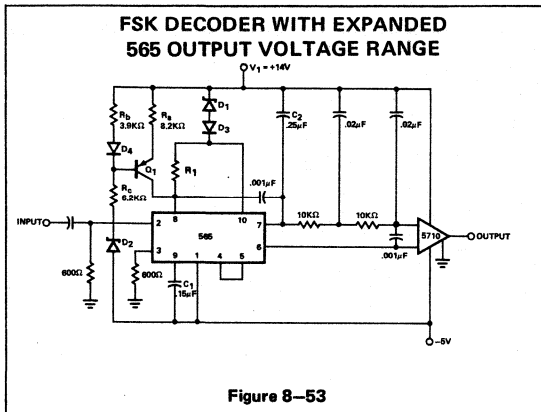 FSK DECODER WITH EXPANDED
565 OUTPUT VOLTAGE RANGE
V1 = +14V
Rb
3.9KΩ
Ra
8.2KΩ
D1
D3
C2
.25μF
.02μF
.02μF
D4
Q1
R1
Rc
6.2KΩ
.001μF
INPUT
2
8
10
7
10KΩ
10KΩ
5710
OUTPUT
565
6
D2
3
9
1
4
5
.001μF
600Ω
600Ω
C1
.15μF
–5V
Figure 8–53